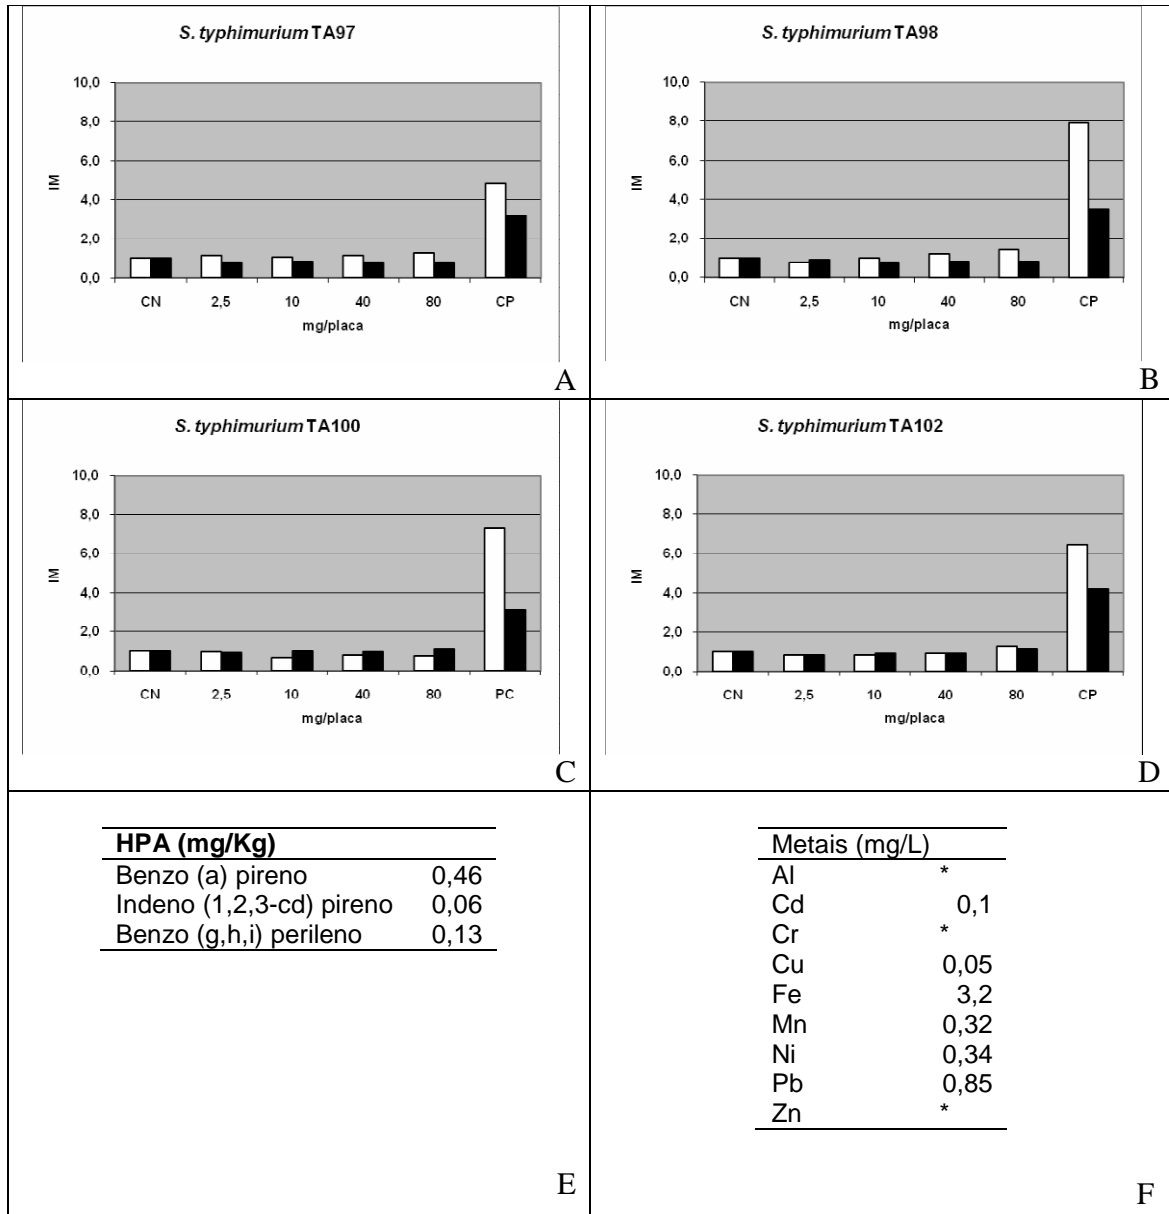 S. typhimurium TA97
10,0
8,0
6,0
4,0
2,0
0,0
IM
CN 2,5 10 40 80 CP
mg/placa
A
S. typhimurium TA98
10,0
8,0
6,0
4,0
2,0
0,0
IM
CN 2,5 10 40 80 CP
mg/placa
B
S. typhimurium TA100
10,0
8,0
6,0
4,0
2,0
0,0
IM
CN 2,5 10 40 80 PC
mg/placa
C
S. typhimurium TA102
10,0
8,0
6,0
4,0
2,0
0,0
IM
CN 2,5 10 40 80 CP
mg/placa
D
HPA (mg/Kg)
Benzo (a) pireno 0,46
Indeno (1,2,3-cd) pireno 0,06
Benzo (g,h,i) perileno 0,13
E
Metais (mg/L)
Al *
Cd 0,1
Cr *
Cu 0,05
Fe 3,2
Mn 0,32
Ni 0,34
Pb 0,85
Zn *
F